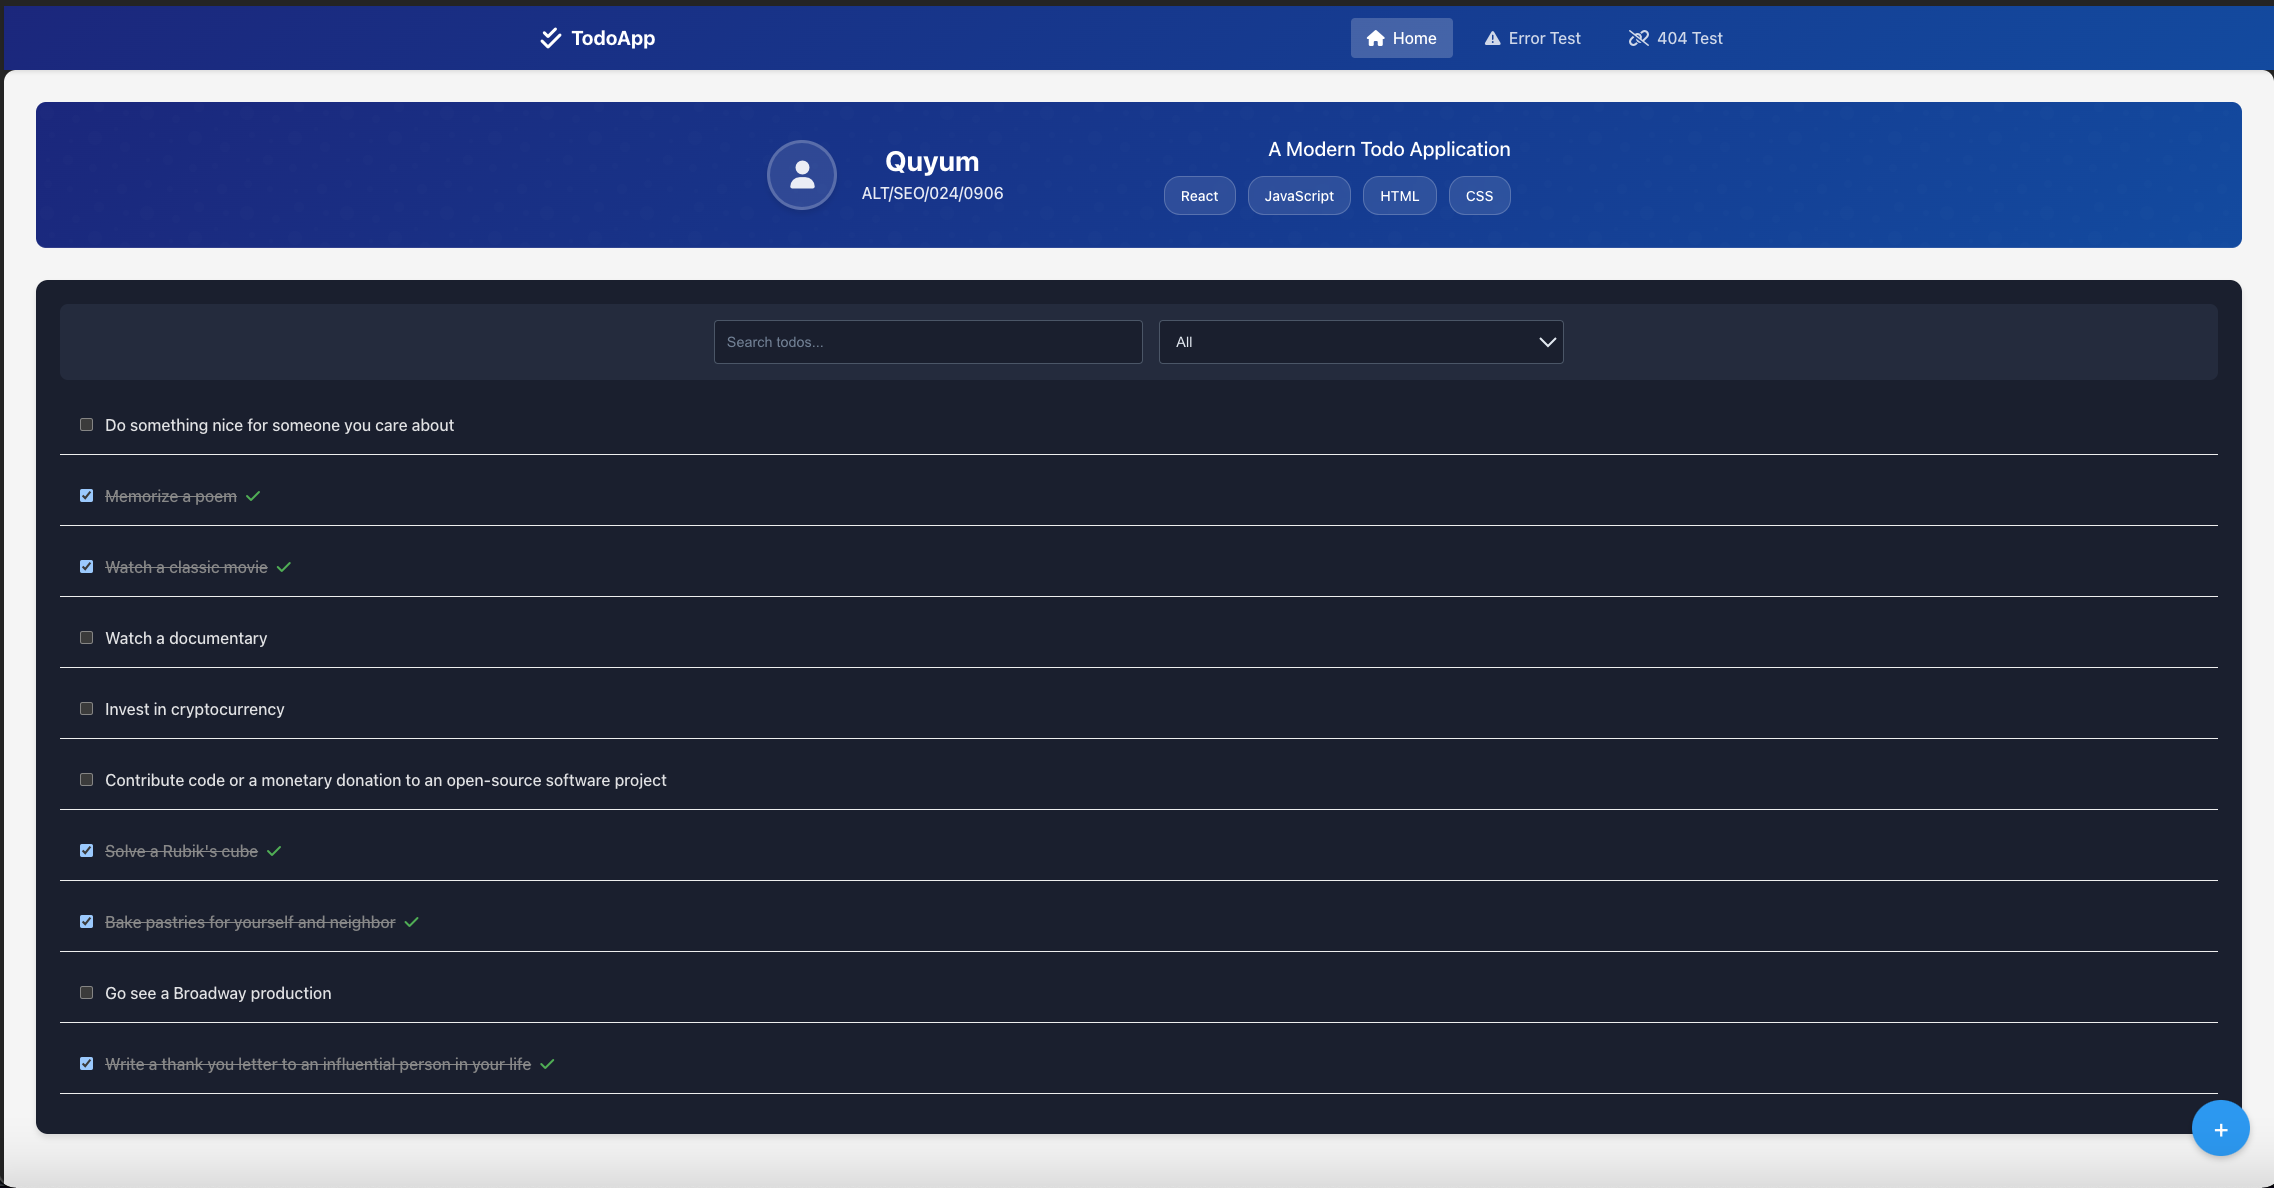 TodoApp
Home
Error Test
404 Test
Quyum
ALT/SEO/024/0906
A Modern Todo Application
React
JavaScript
HTML
CSS
Search todos...
All
Do something nice for someone you care about
Memorize a poem
Watch a classic movie
Watch a documentary
Invest in cryptocurrency
Contribute code or a monetary donation to an open-source software project
Solve a Rubik's cube
Bake pastries for yourself and neighbor
Go see a Broadway production
Write a thank you letter to an influential person in your life
+